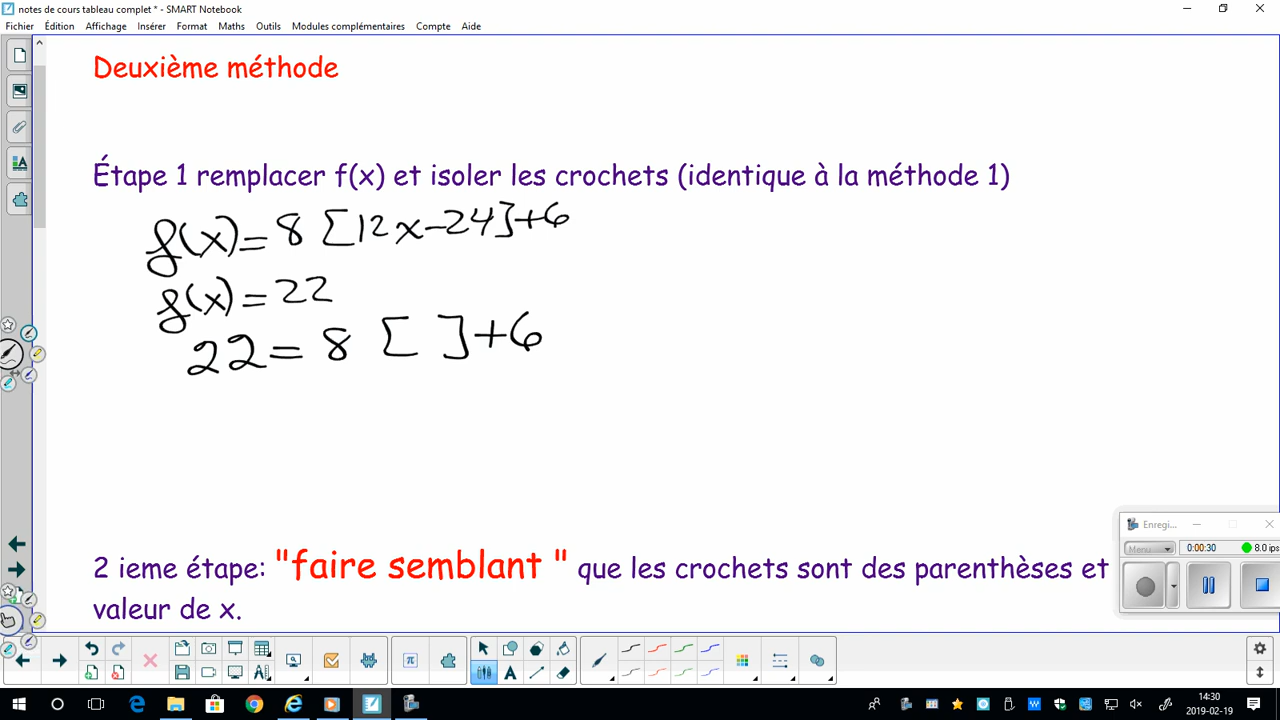 notes de cours tableau complet * - SMART Notebook
Fichier Édition Affichage Insérer Format Maths Outils Modules complémentaires Compte Aide
Deuxième méthode
Étape 1 remplacer f(x) et isoler les crochets (identique à la méthode 1)
f(x)= 8 [12x-24]+6
f(x)=22
22= 8 [ ]+6
2 ieme étape: "faire semblant " que les crochets sont des parenthèses et
valeur de x.
Enregi...
Menu
0:00:30
8.0 ips
14:30
2019-02-19